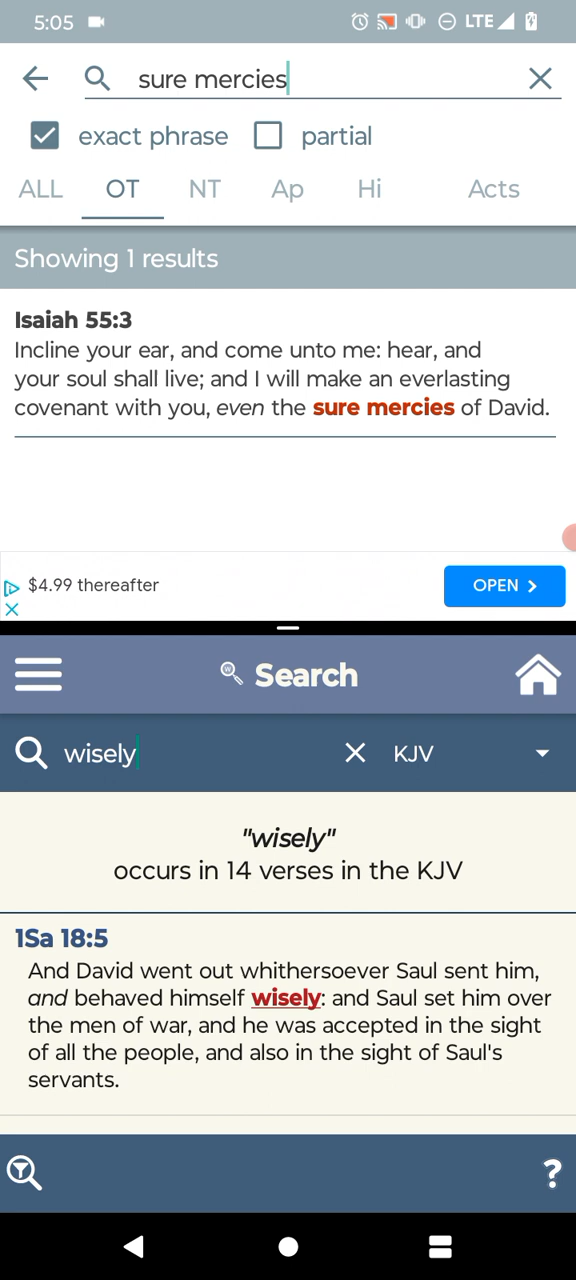 5:05 LTE
sure mercies
exact phrase partial
ALL OT NT Ap Hi Acts
Showing 1 results
Isaiah 55:3
Incline your ear, and come unto me: hear, and
your soul shall live; and I will make an everlasting
covenant with you, even the sure mercies of David.
$4.99 thereafter OPEN
Search
wisely KJV
"wisely"
occurs in 14 verses in the KJV
1Sa 18:5
And David went out whithersoever Saul sent him,
and behaved himself wisely: and Saul set him over
the men of war, and he was accepted in the sight
of all the people, and also in the sight of Saul's
servants.
?